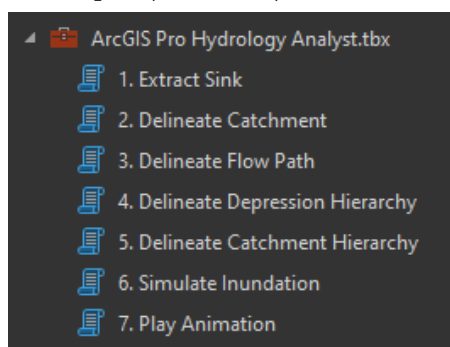 ArcGIS Pro Hydrology Analyst.tbx
1. Extract Sink
2. Delineate Catchment
3. Delineate Flow Path
4. Delineate Depression Hierarchy
5. Delineate Catchment Hierarchy
6. Simulate Inundation
7. Play Animation